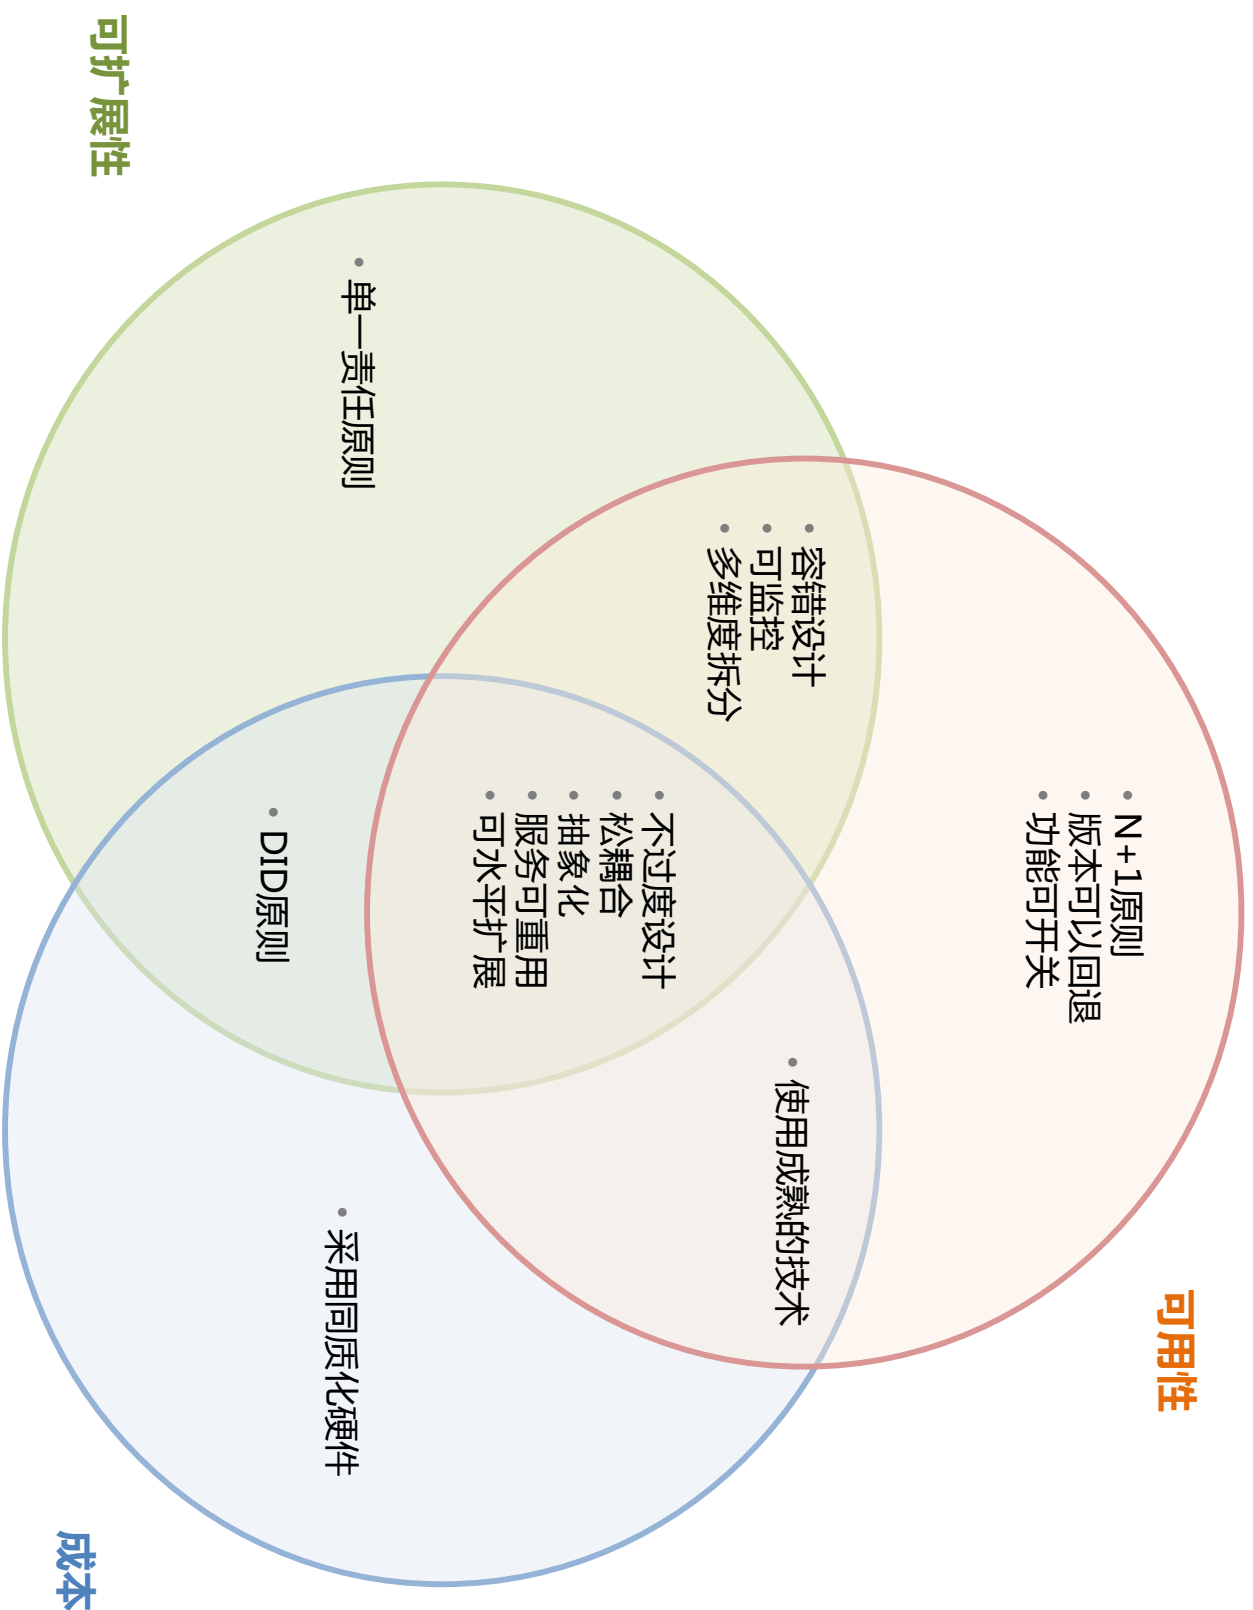 可用性
N+1原则
版本可以回退
功能可开关
容错设计
可监控
多维度拆分
使用成熟的技术
不过度设计
松耦合
抽象化
服务可重用
可水平扩展
单一责任原则
采用同质化硬件
DID原则
可扩展性
成本